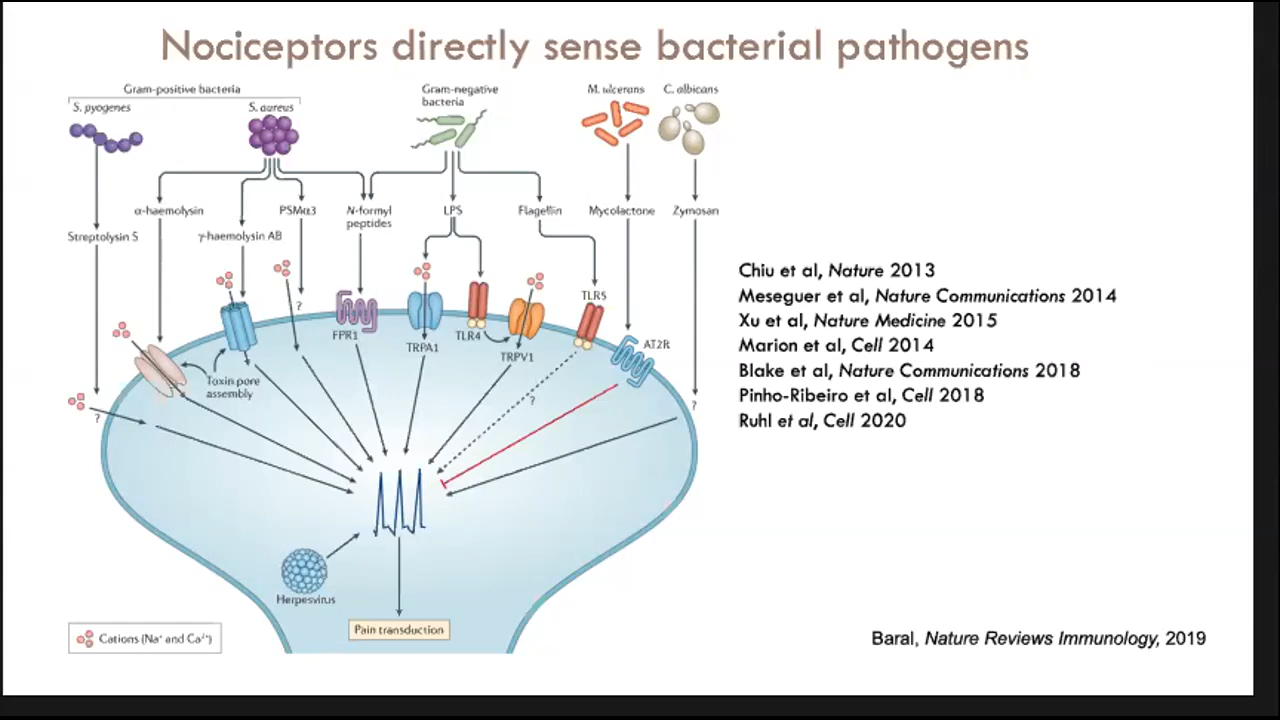 Nociceptors directly sense bacterial pathogens
Gram-positive bacteria
S. pyogenes
S. aureus
Gram-negative
bacteria
M. ulcerans
C. albicans
α-haemolysin
PSMα3
N-formyl
peptides
LPS
Flagellin
Mycolactone
Zymosan
Streptolysin S
γ-haemolysin AB
?
FPR1
TRPA1
TLR4
TRPV1
TLR5
AT2R
Toxin pore
assembly
?
?
?
Herpesvirus
Pain transduction
Cations (Na⁺ and Ca²⁺)
Chiu et al, Nature 2013
Meseguer et al, Nature Communications 2014
Xu et al, Nature Medicine 2015
Marion et al, Cell 2014
Blake et al, Nature Communications 2018
Pinho-Ribeiro et al, Cell 2018
Ruhl et al, Cell 2020
Baral, Nature Reviews Immunology, 2019